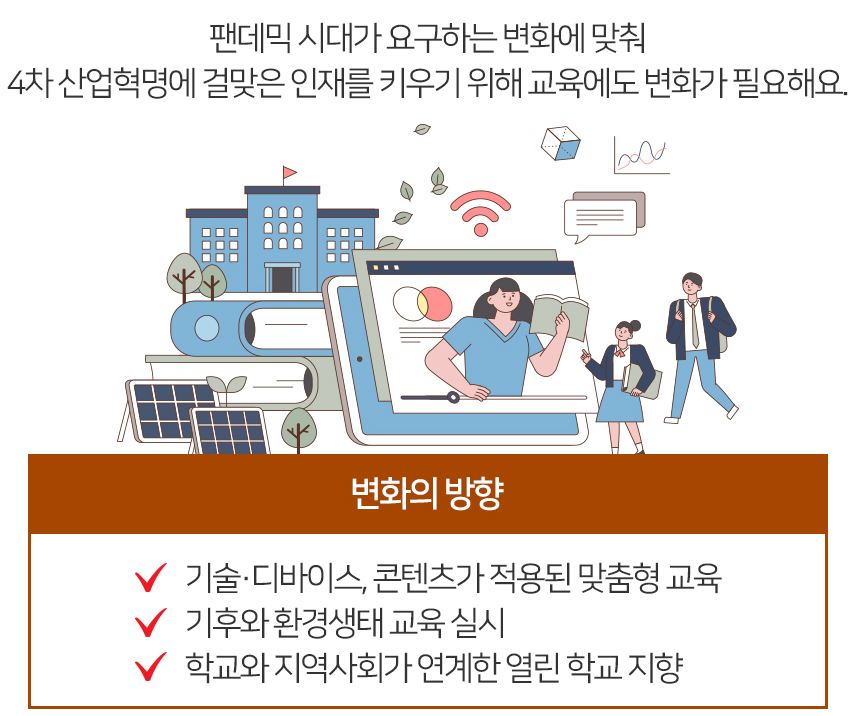 팬데믹 시대가 요구하는 변화에 맞춰
4차 산업혁명에 걸맞은 인재를 키우기 위해 교육에도 변화가 필요해요.
변화의 방향
기술·디바이스, 콘텐츠가 적용된 맞춤형 교육
기후와 환경생태 교육 실시
학교와 지역사회가 연계한 열린 학교 지향